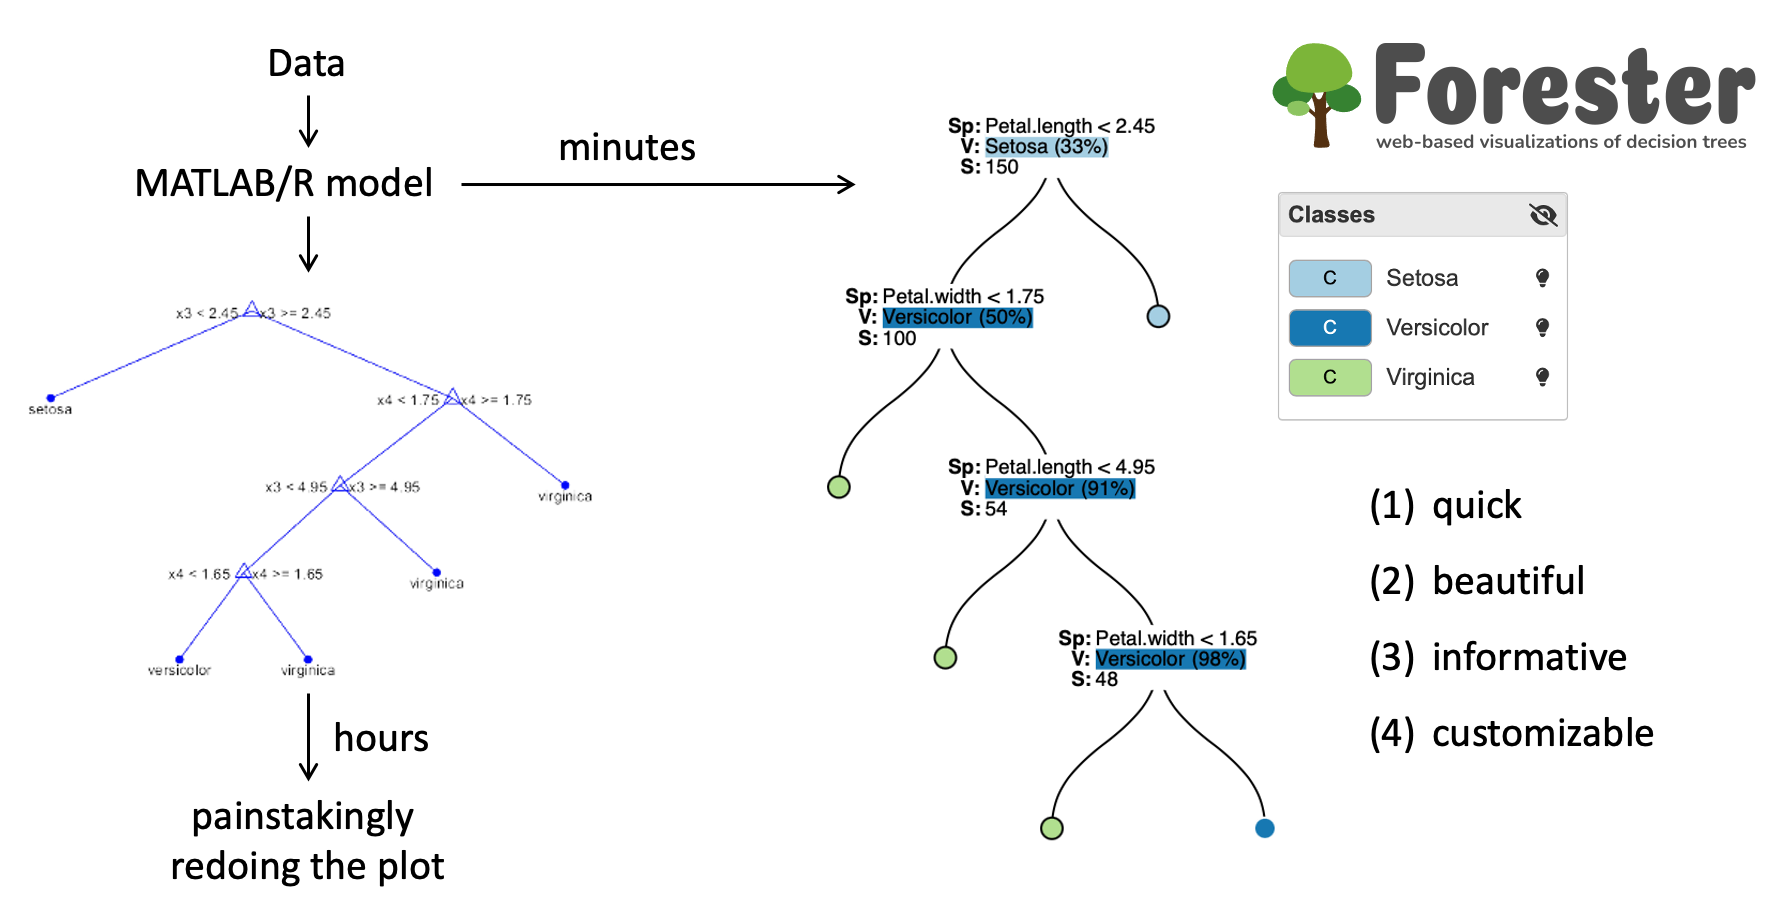 Data
MATLAB/R model
minutes
x3 < 2.45 x3 >= 2.45
setosa
x4 < 1.75 x4 >= 1.75
x3 < 4.95 x3 >= 4.95
virginica
x4 < 1.65 x4 >= 1.65
virginica
versicolor
virginica
hours
painstakingly
redoing the plot
Sp: Petal.length < 2.45
V: Setosa (33%)
S: 150
Sp: Petal.width < 1.75
V: Versicolor (50%)
S: 100
Sp: Petal.length < 4.95
V: Versicolor (91%)
S: 54
Sp: Petal.width < 1.65
V: Versicolor (98%)
S: 48
Forester
web-based visualizations of decision trees
Classes
C Setosa
C Versicolor
C Virginica
(1) quick
(2) beautiful
(3) informative
(4) customizable